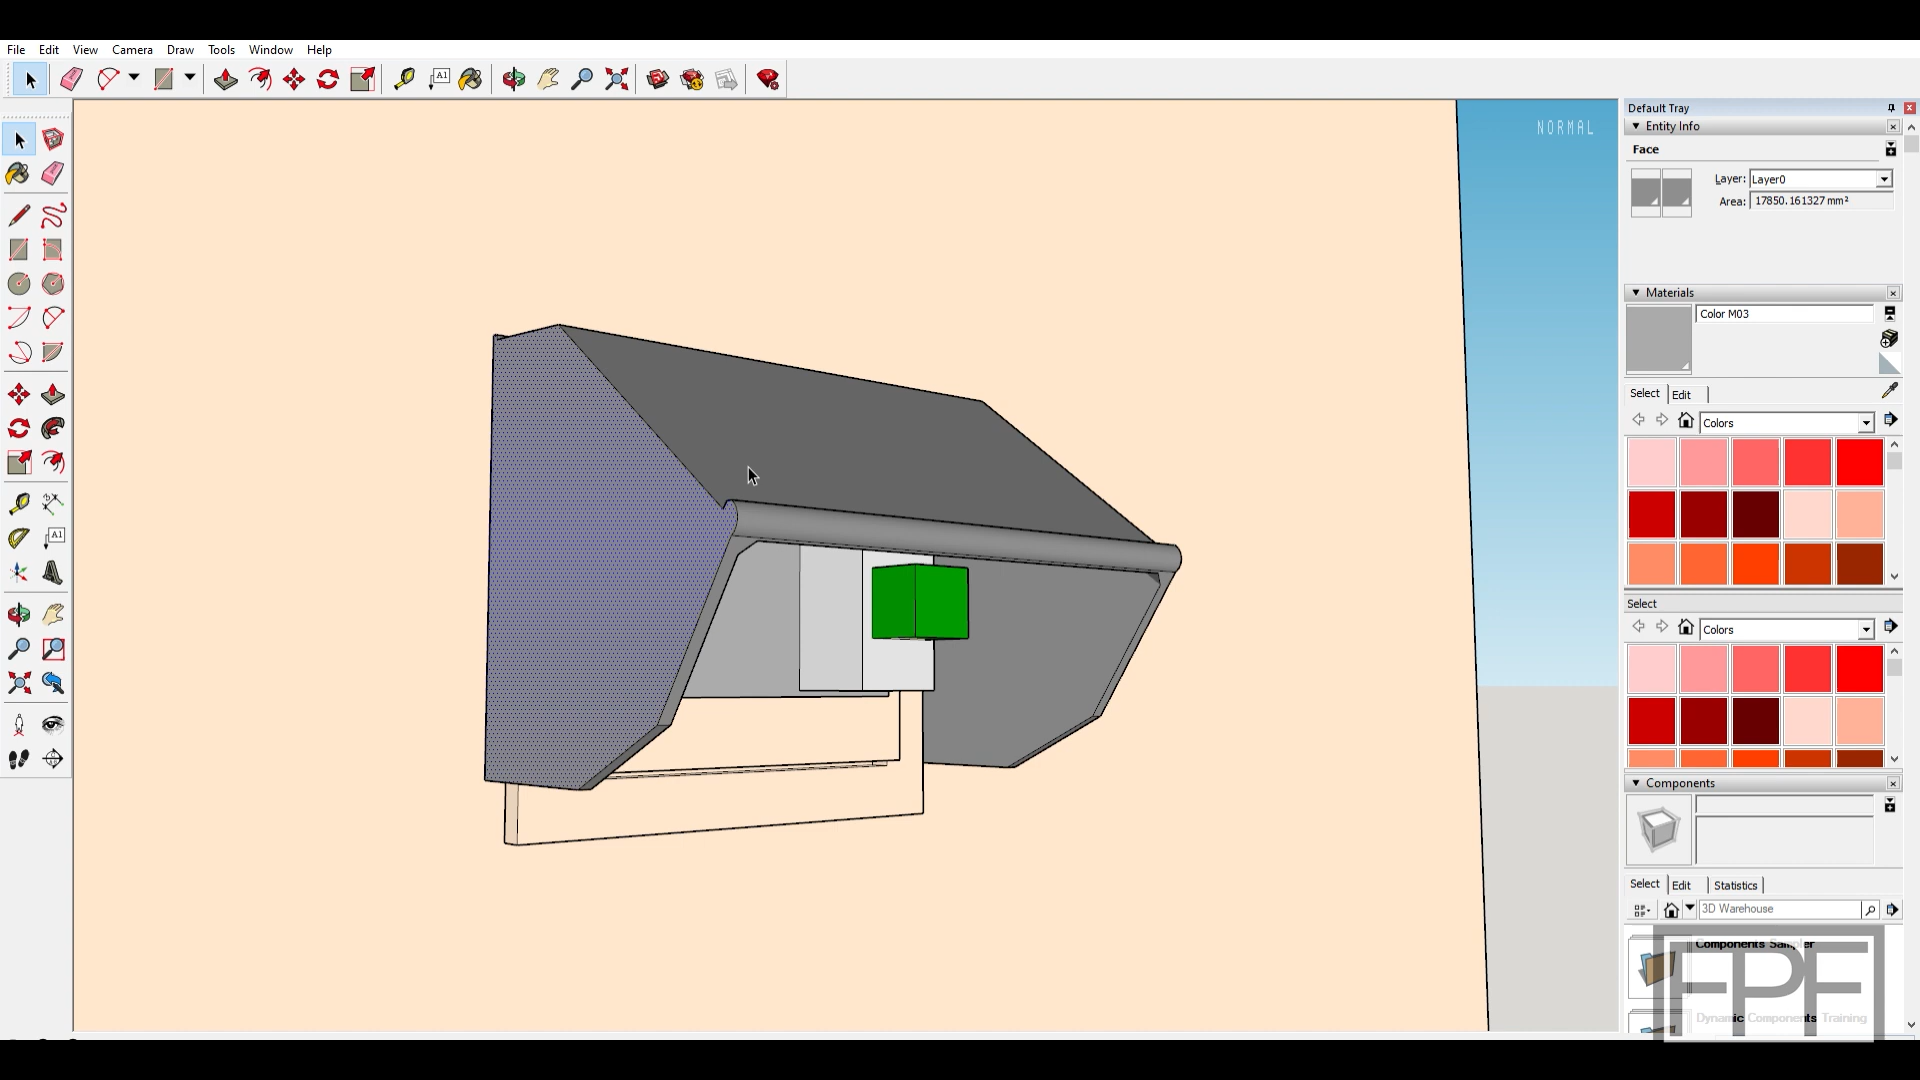 File Edit View Camera Draw Tools Window Help
A1
NORMAL
Default Tray
Entity Info
Face
Layer: Layer0
Area: 17850.161327 mm²
Materials
Color M03
Select Edit
Colors
A1
Select
Colors
Components
Select Edit Statistics
3D Warehouse
Components Sampler
Dynamic Components Training
FPF